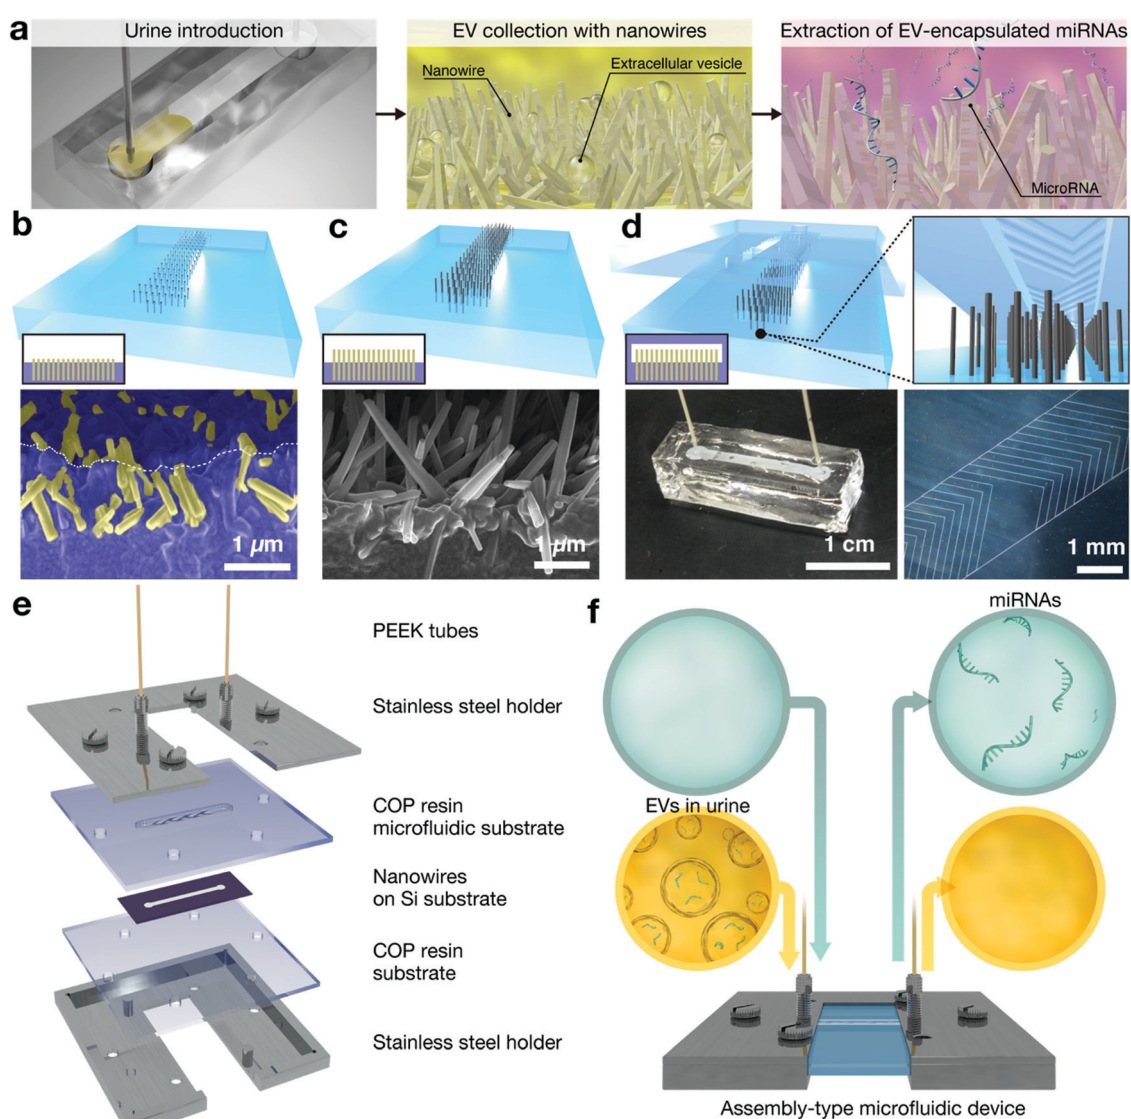 a
Urine introduction
EV collection with nanowires
Extraction of EV-encapsulated miRNAs
Nanowire
Extracellular vesicle
MicroRNA
b
c
d
1 µm
1 µm
1 cm
1 mm
e
PEEK tubes
Stainless steel holder
COP resin
microfluidic substrate
Nanowires
on Si substrate
COP resin
substrate
Stainless steel holder
f
miRNAs
EVs in urine
Assembly-type microfluidic device